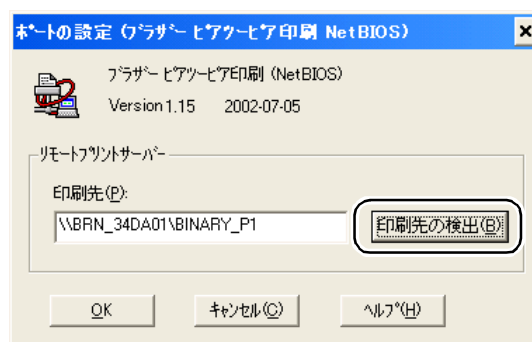 ﾎﾟｰﾄの設定 (ﾌﾞﾗｻﾞｰ ﾋﾟｱﾂｰﾋﾟｱ印刷 NetBIOS)
ﾌﾞﾗｻﾞｰ ﾋﾟｱﾂｰﾋﾟｱ印刷 (NetBIOS)
Version 1.15 2002-07-05
ﾘﾓｰﾄﾌﾟﾘﾝﾄｻｰﾊﾞｰ
印刷先(P):
\\BRN_34DA01\BINARY_P1
印刷先の検出(B)
OK
ｷｬﾝｾﾙ(C)
ﾍﾙﾌﾟ(H)